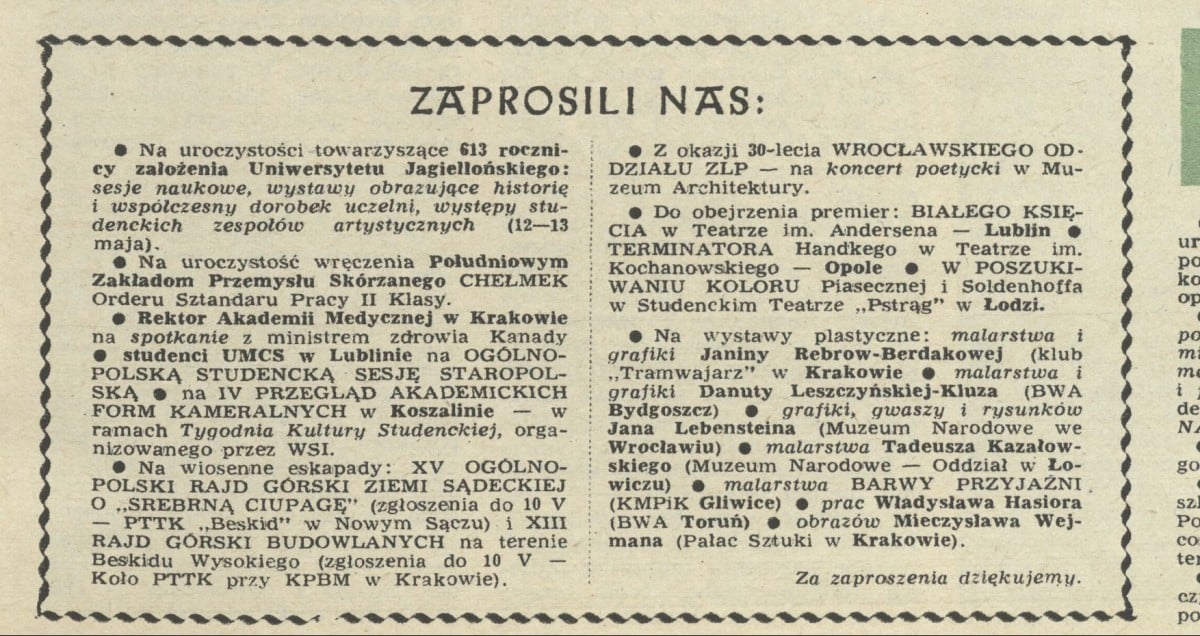 ZAPROSILI NAS:
● Na uroczystości towarzyszące 613 roczni-
cy założenia Uniwersytetu Jagiellońskiego:
sesje naukowe, wystawy obrazujące historię
i współczesny dorobek uczelni, występy stu-
denckich zespołów artystycznych (12—13
maja).
● Na uroczystość wręczenia Południowym
Zakładom Przemysłu Skórzanego CHEŁMEK
Orderu Sztandaru Pracy II Klasy.
● Rektor Akademii Medycznej w Krakowie
na spotkanie z ministrem zdrowia Kanady
● studenci UMCS w Lublinie na OGÓLNO-
POLSKĄ STUDENCKĄ SESJĘ STAROPOL-
SKĄ ● na IV PRZEGLĄD AKADEMICKICH
FORM KAMERALNYCH w Koszalinie — w
ramach Tygodnia Kultury Studenckiej, orga-
nizowanego przez WSI.
● Na wiosenne eskapady: XV OGÓLNO-
POLSKI RAJD GÓRSKI ZIEMI SĄDECKIEJ
O „SREBRNĄ CIUPAGĘ" (zgłoszenia do 10 V
— PTTK „Beskid" w Nowym Sączu) i XIII
RAJD GÓRSKI BUDOWLANYCH na terenie
Beskidu Wysokiego (zgłoszenia do 10 V —
Koło PTTK przy KPBM w Krakowie).
● Z okazji 30-lecia WROCŁAWSKIEGO OD-
DZIAŁU ZLP — na koncert poetycki w Mu-
zeum Architektury.
● Do obejrzenia premier: BIAŁEGO KSIĘ-
CIA w Teatrze im. Andersena — Lublin ●
TERMINATORA Handkego w Teatrze im.
Kochanowskiego — Opole ● W POSZUKI-
WANIU KOLORU Piasecznej i Soldenhoffa
w Studenckim Teatrze „Pstrąg" w Łodzi.
● Na wystawy plastyczne: malarstwa i
grafiki Janiny Rebrow-Berdakowej (klub
„Tramwajarz" w Krakowie ● malarstwa i
grafiki Danuty Leszczyńskiej-Kluza (BWA
Bydgoszcz) ● grafiki, gwaszy i rysunków
Jana Lebensteina (Muzeum Narodowe we
Wrocławiu) ● malarstwa Tadeusza Kazałow-
skiego (Muzeum Narodowe — Oddział w Ło-
wiczu) ● malarstwa BARWY PRZYJAŹNI
(KMPiK Gliwice) ● prac Władysława Hasiora
(BWA Toruń) ● obrazów Mieczysława Wej-
mana (Pałac Sztuki w Krakowie).
Za zaproszenia dziękujemy.